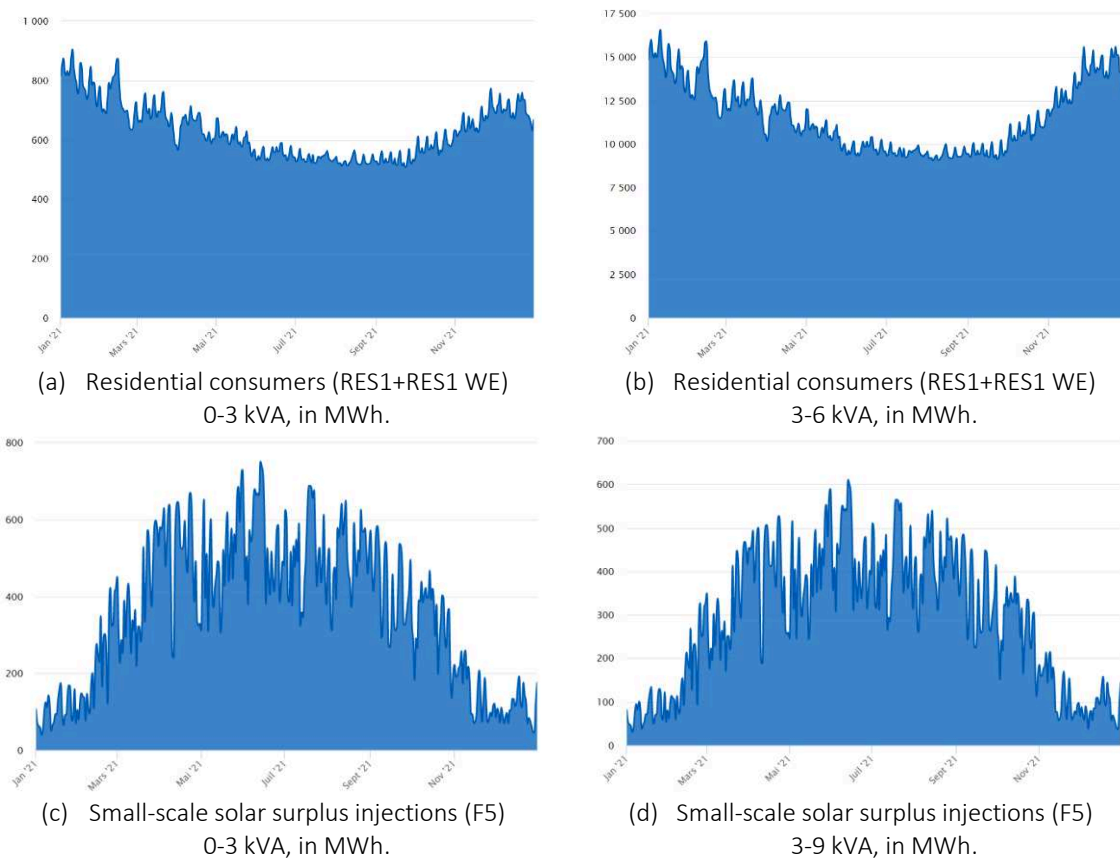 1 000
800
600
400
200
0
Jan '21
Mars '21
Mai '21
Juil '21
Sept '21
Nov '21
(a) Residential consumers (RES1+RES1 WE)
0-3 kVA, in MWh.
17 500
15 000
12 500
10 000
7 500
5 000
2 500
0
Jan '21
Mars '21
Mai '21
Juil '21
Sept '21
Nov '21
(b) Residential consumers (RES1+RES1 WE)
3-6 kVA, in MWh.
800
600
400
200
0
Jan '21
Mars '21
Mai '21
Juil '21
Sept '21
Nov '21
(c) Small-scale solar surplus injections (F5)
0-3 kVA, in MWh.
700
600
500
400
300
200
100
0
Jan '21
Mars '21
Mai '21
Juil '21
Sept '21
Nov '21
(d) Small-scale solar surplus injections (F5)
3-9 kVA, in MWh.